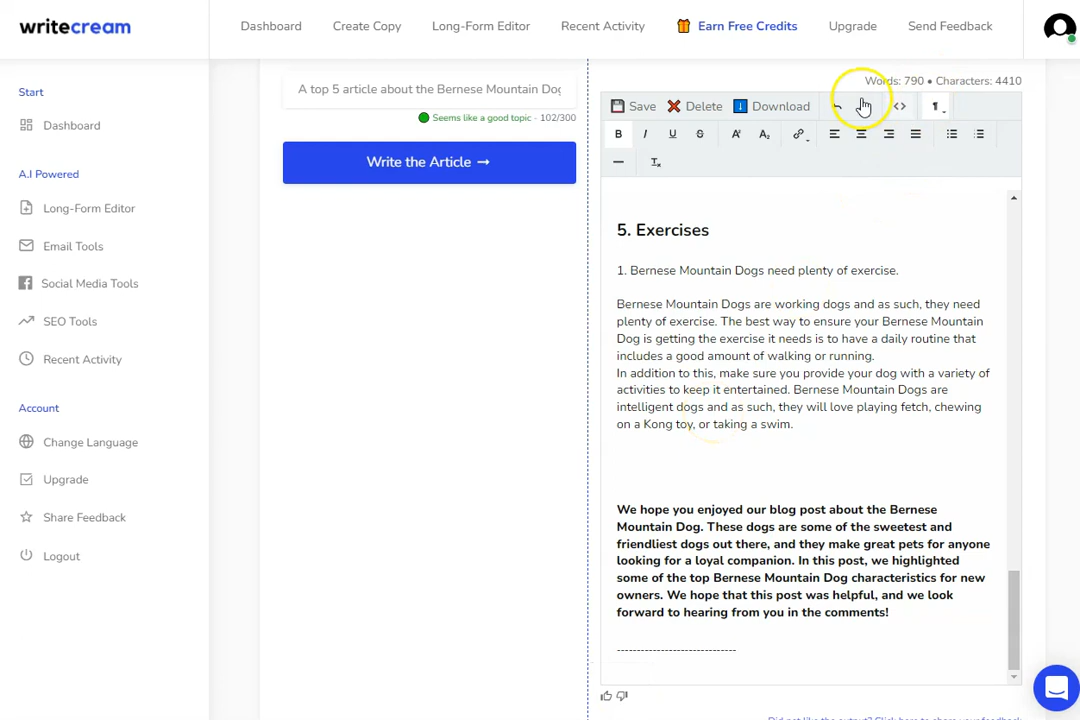 writecream
Dashboard
Create Copy
Long-Form Editor
Recent Activity
Earn Free Credits
Upgrade
Send Feedback
Start
Dashboard
A.I Powered
Long-Form Editor
Email Tools
Social Media Tools
SEO Tools
Recent Activity
Account
Change Language
Upgrade
Share Feedback
Logout
A top 5 article about the Bernese Mountain Dog
Seems like a good topic - 102/300
Write the Article →
Words: 790 • Characters: 4410
Save Delete Download
5. Exercises
1. Bernese Mountain Dogs need plenty of exercise.
Bernese Mountain Dogs are working dogs and as such, they need
plenty of exercise. The best way to ensure your Bernese Mountain
Dog is getting the exercise it needs is to have a daily routine that
includes a good amount of walking or running.
In addition to this, make sure you provide your dog with a variety of
activities to keep it entertained. Bernese Mountain Dogs are
intelligent dogs and as such, they will love playing fetch, chewing
on a Kong toy, or taking a swim.
We hope you enjoyed our blog post about the Bernese
Mountain Dog. These dogs are some of the sweetest and
friendliest dogs out there, and they make great pets for anyone
looking for a loyal companion. In this post, we highlighted
some of the top Bernese Mountain Dog characteristics for new
owners. We hope that this post was helpful, and we look
forward to hearing from you in the comments!
------------------------------
Did not like the output? Click here to share your feedback